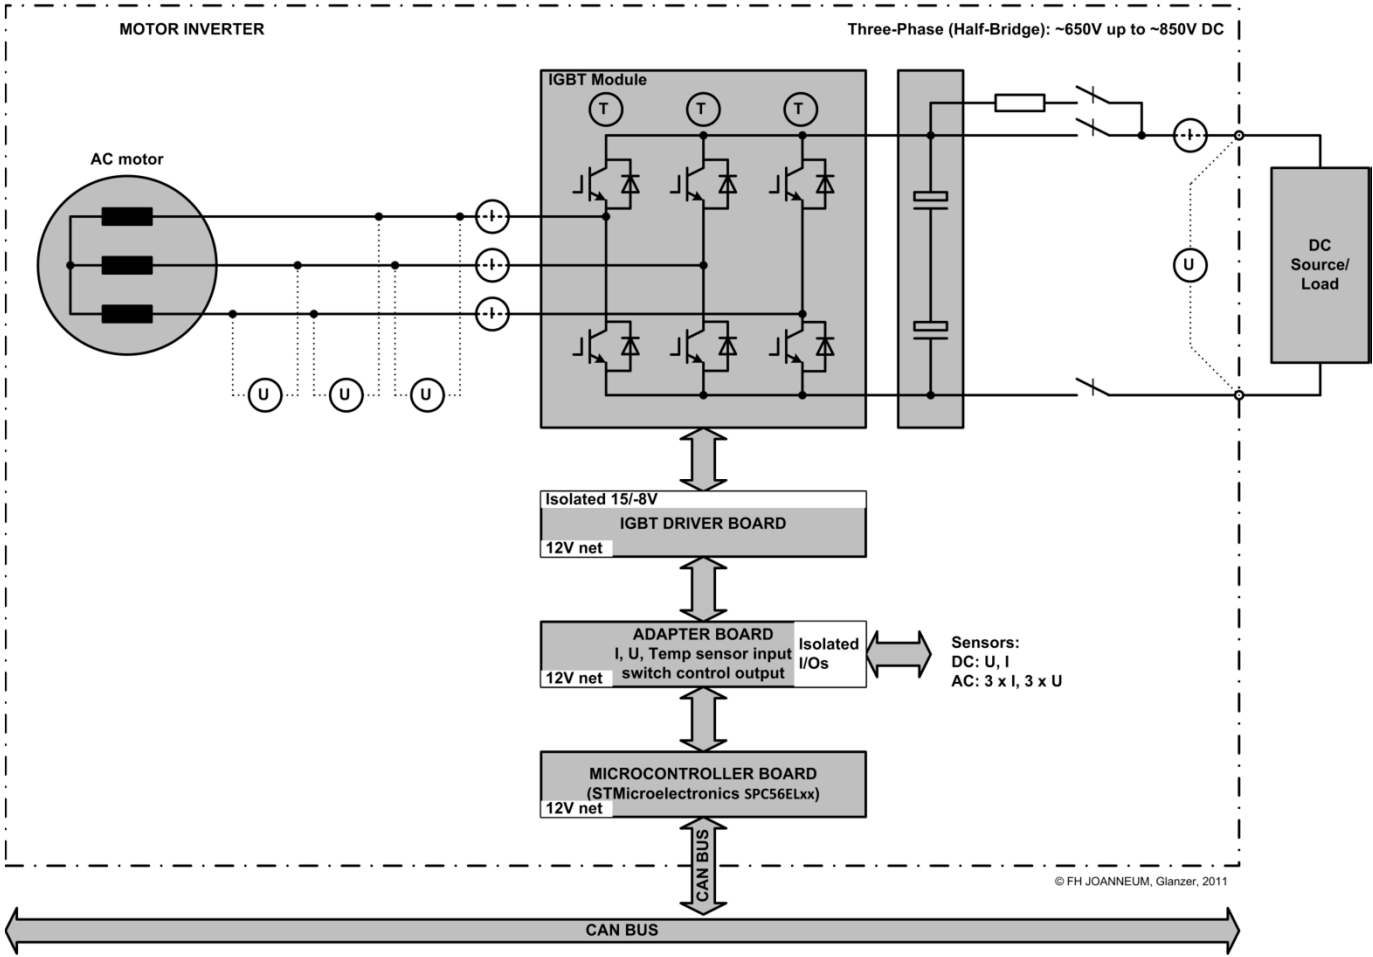 MOTOR INVERTER
Three-Phase (Half-Bridge): ~650V up to ~850V DC
IGBT Module
T T T
AC motor
I
I
I
I
U
U U U
DC
Source/
Load
Isolated 15/-8V
IGBT DRIVER BOARD
12V net
ADAPTER BOARD
I, U, Temp sensor input
switch control output
12V net
Isolated
I/Os
Sensors:
DC: U, I
AC: 3 x I, 3 x U
MICROCONTROLLER BOARD
(STMicroelectronics SPC56ELxx)
12V net
CAN BUS
© FH JOANNEUM, Glanzer, 2011
CAN BUS